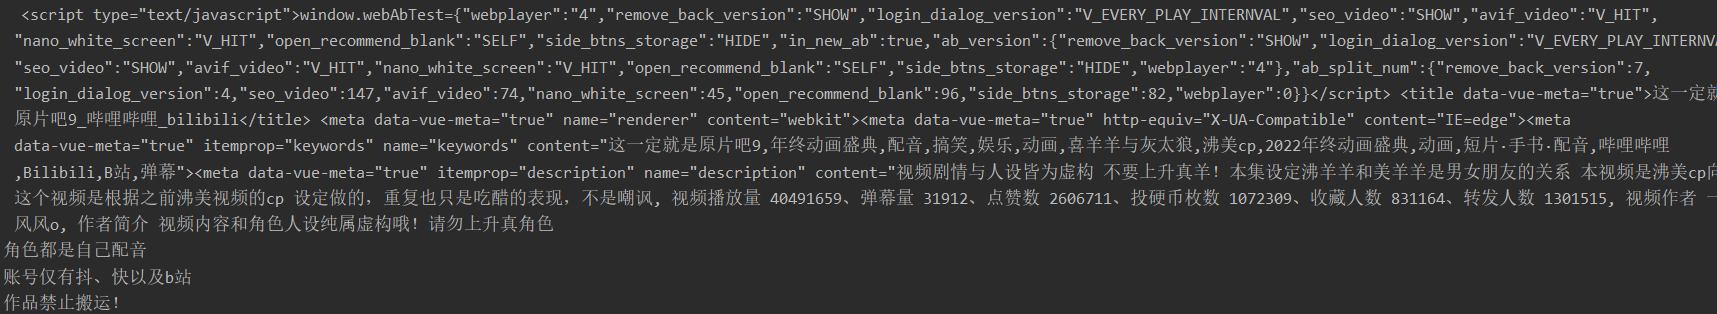 <script type="text/javascript">window.webAbTest={"webplayer":"4","remove_back_version":"SHOW","login_dialog_version":"V_EVERY_PLAY_INTERNVAL","seo_video":"SHOW","avif_video":"V_HIT",
"nano_white_screen":"V_HIT","open_recommend_blank":"SELF","side_btns_storage":"HIDE","in_new_ab":true,"ab_version":{"remove_back_version":"SHOW","login_dialog_version":"V_EVERY_PLAY_INTERNVA
"seo_video":"SHOW","avif_video":"V_HIT","nano_white_screen":"V_HIT","open_recommend_blank":"SELF","side_btns_storage":"HIDE","webplayer":"4"},"ab_split_num":{"remove_back_version":7,
"login_dialog_version":4,"seo_video":147,"avif_video":74,"nano_white_screen":45,"open_recommend_blank":96,"side_btns_storage":82,"webplayer":0}}</script> <title data-vue-meta="true">这一定就
原片吧9_哔哩哔哩_bilibili</title> <meta data-vue-meta="true" name="renderer" content="webkit"><meta data-vue-meta="true" http-equiv="X-UA-Compatible" content="IE=edge"><meta
data-vue-meta="true" itemprop="keywords" name="keywords" content="这一定就是原片吧9,年终动画盛典,配音,搞笑,娱乐,动画,喜羊羊与灰太狼,沸美cp,2022年终动画盛典,动画,短片·手书·配音,哔哩哔哩
,Bilibili,B站,弹幕"><meta data-vue-meta="true" itemprop="description" name="description" content="视频剧情与人设皆为虚构 不要上升真羊！本集设定沸羊羊和美羊羊是男女朋友的关系 本视频是沸美cp向
这个视频是根据之前沸美视频的cp 设定做的，重复也只是吃醋的表现，不是嘲讽, 视频播放量 40491659、弹幕量 31912、点赞数 2606711、投硬币枚数 1072309、收藏人数 831164、转发人数 1301515, 视频作者 一
风风o, 作者简介 视频内容和角色人设纯属虚构哦！请勿上升真角色
角色都是自己配音
账号仅有抖、快以及b站
作品禁止搬运！